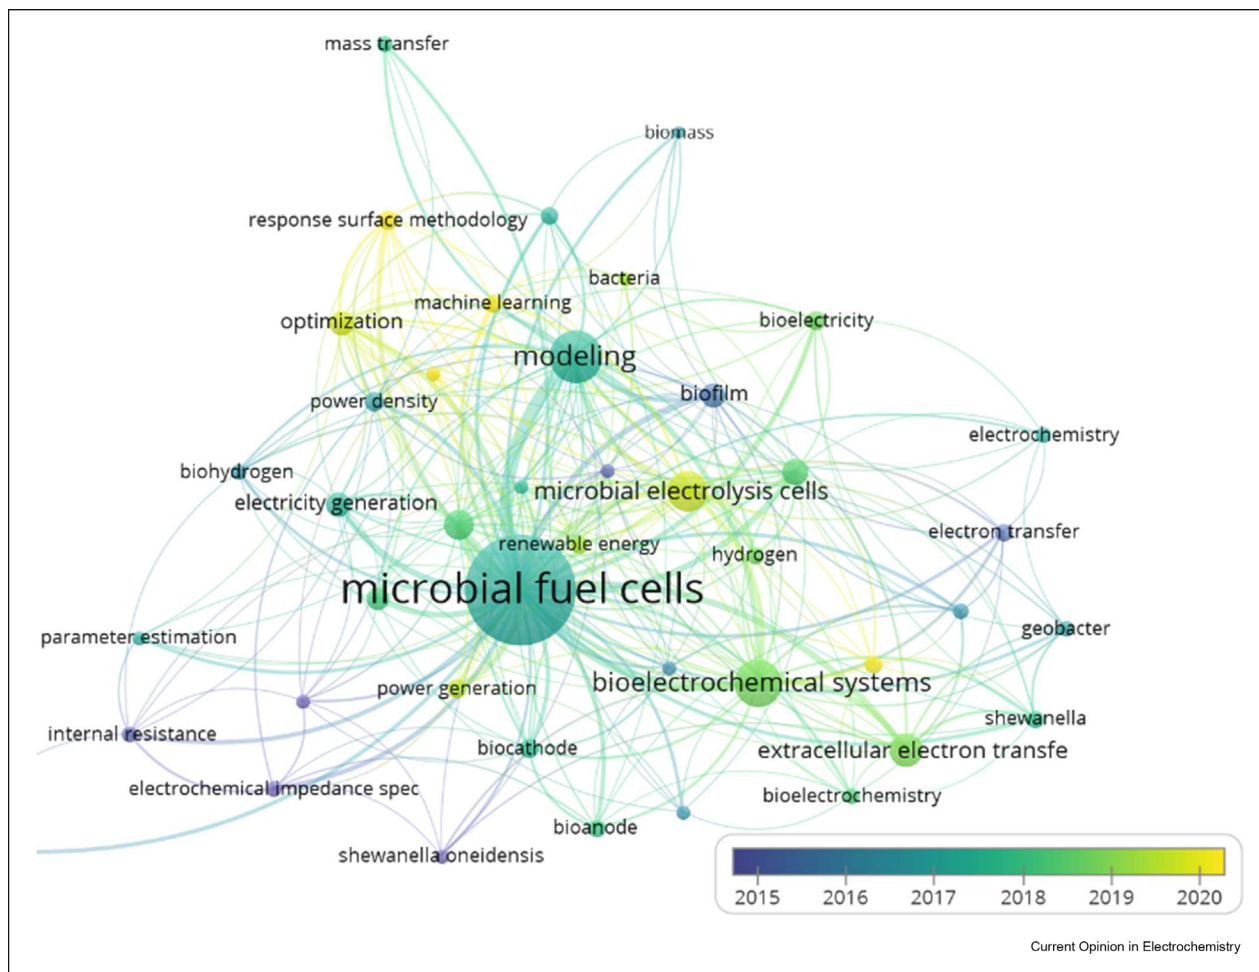 mass transfer
biomass
response surface methodology
bacteria
machine learning
optimization
bioelectricity
modeling
biofilm
power density
electrochemistry
biohydrogen
microbial electrolysis cells
electricity generation
electron transfer
renewable energy
hydrogen
microbial fuel cells
geobacter
parameter estimation
bioelectrochemical systems
power generation
shewanella
internal resistance
biocathode
extracellular electron transfe
electrochemical impedance spec
bioelectrochemistry
bioanode
shewanella oneidensis
2015 2016 2017 2018 2019 2020
Current Opinion in Electrochemistry